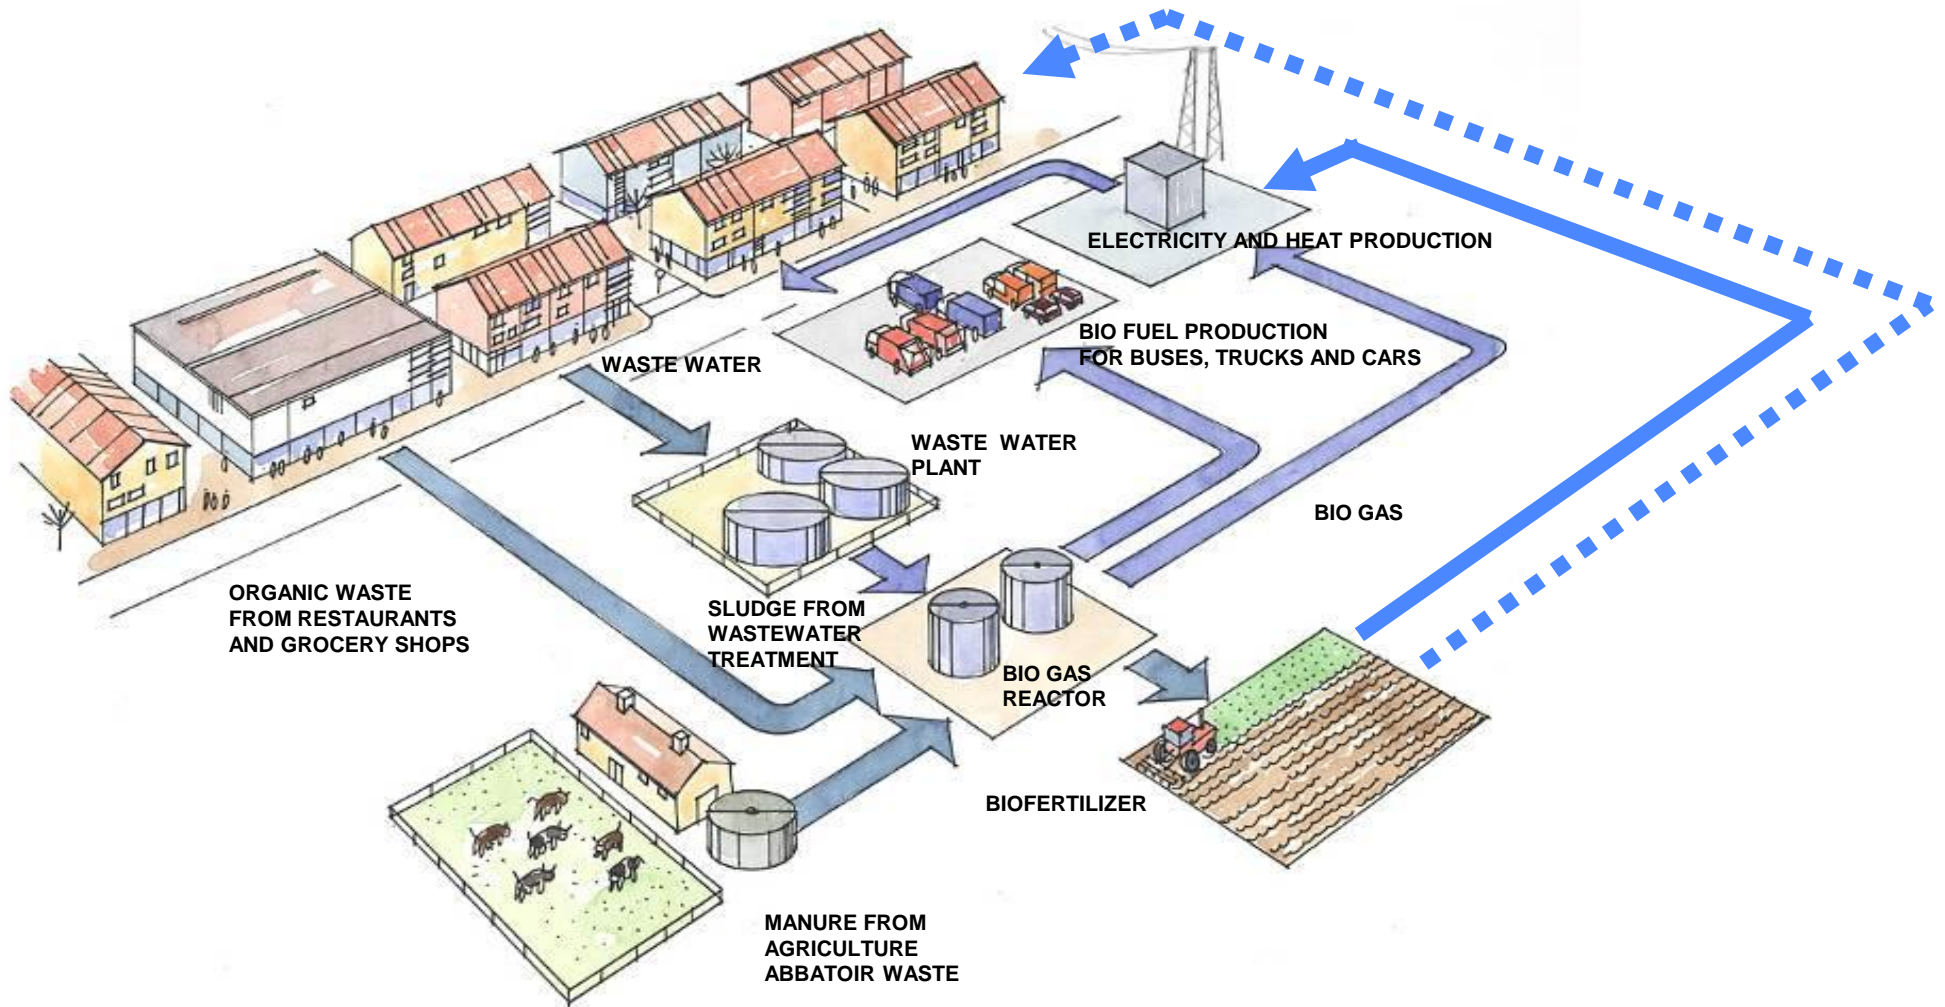 ELECTRICITY AND HEAT PRODUCTION
BIO FUEL PRODUCTION
FOR BUSES, TRUCKS AND CARS
WASTE WATER
WASTE WATER
PLANT
BIO GAS
ORGANIC WASTE
FROM RESTAURANTS
AND GROCERY SHOPS
SLUDGE FROM
WASTEWATER
TREATMENT
BIO GAS
REACTOR
BIOFERTILIZER
MANURE FROM
AGRICULTURE
ABBATOIR WASTE